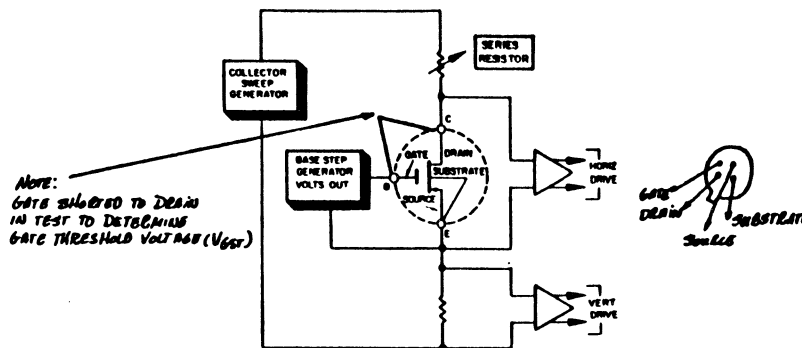 SERIES
RESISTOR
COLLECTOR
SWEEP
GENERATOR
C
DRAIN
GATE
SUBSTRATE
BASE STEP
GENERATOR
VOLTS OUT
B
SOURCE
E
HORIZ
DRIVE
VERT
DRIVE
NOTE:
GATE SHORTED TO DRAIN
IN TEST TO DETERMINE
GATE THRESHOLD VOLTAGE (VGST)
GATE
DRAIN
SOURCE
SUBSTRATE